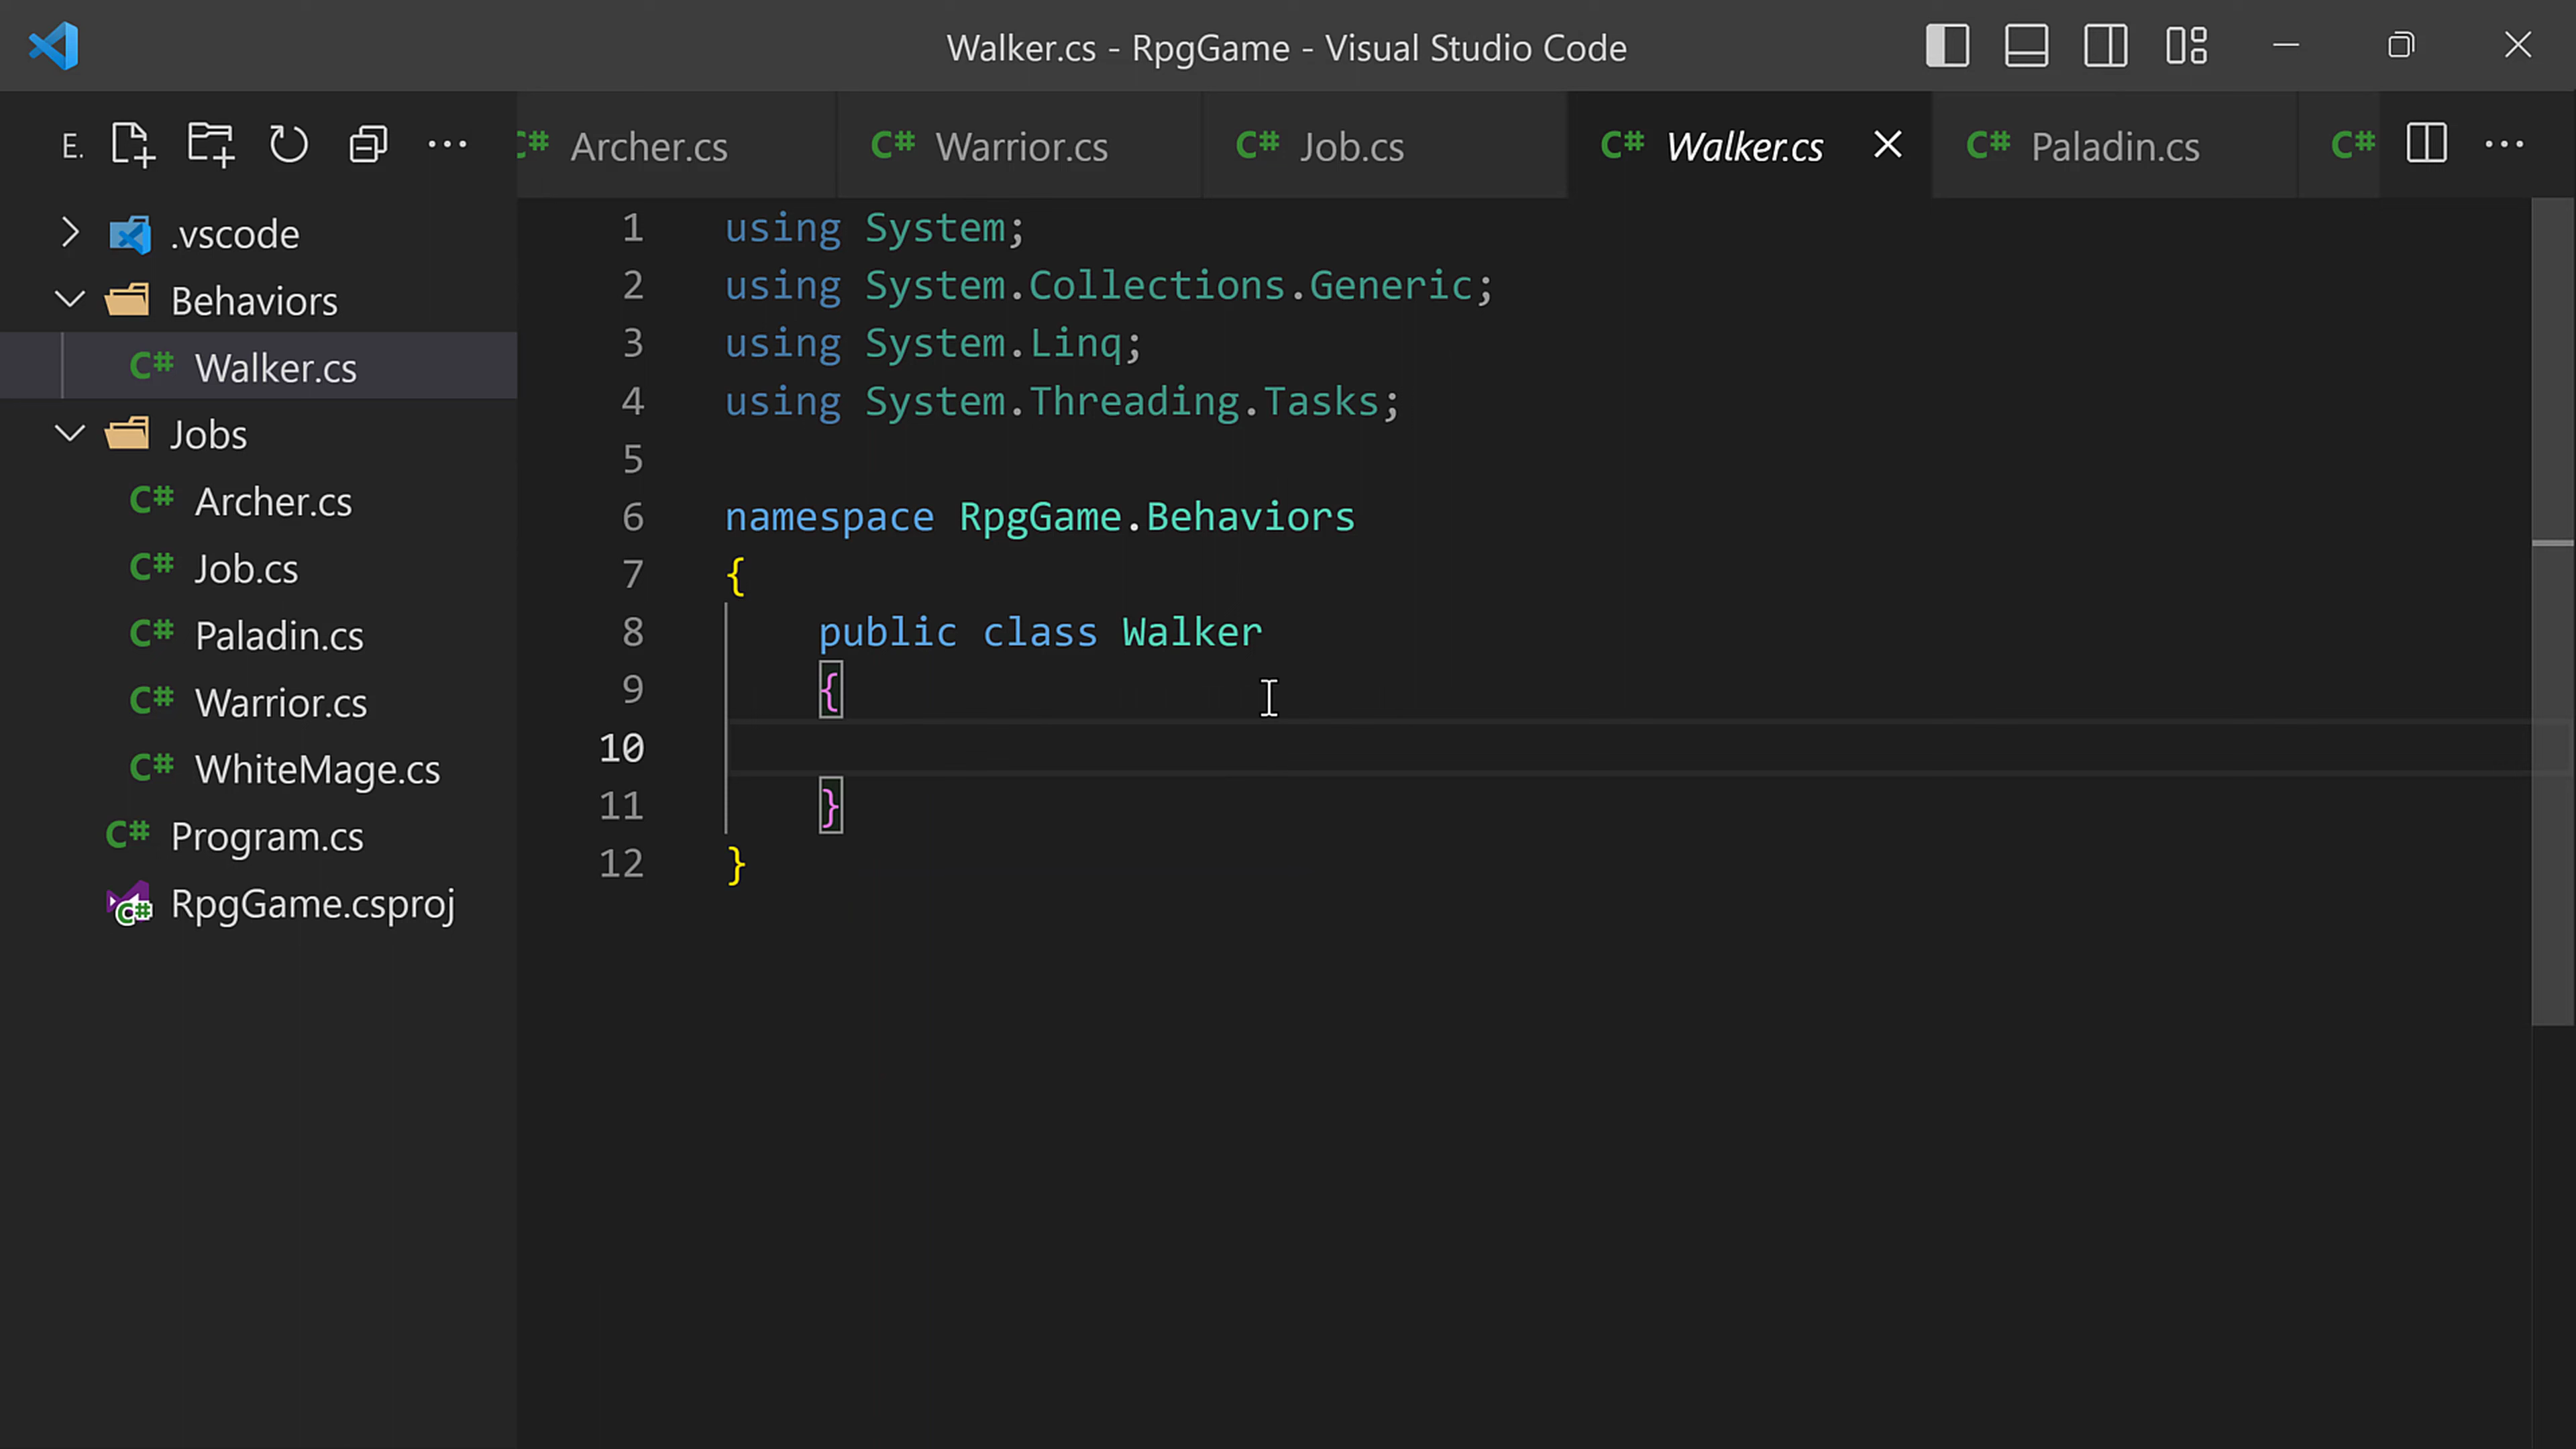 Walker.cs - RpgGame - Visual Studio Code
E.
C# Archer.cs
C# Warrior.cs
C# Job.cs
C# Walker.cs
C# Paladin.cs
C#
.vscode
Behaviors
C# Walker.cs
Jobs
C# Archer.cs
C# Job.cs
C# Paladin.cs
C# Warrior.cs
C# WhiteMage.cs
C# Program.cs
C# RpgGame.csproj
1 using System;
2 using System.Collections.Generic;
3 using System.Linq;
4 using System.Threading.Tasks;
5
6 namespace RpgGame.Behaviors
7 {
8 public class Walker
9 {
10
11 }
12 }